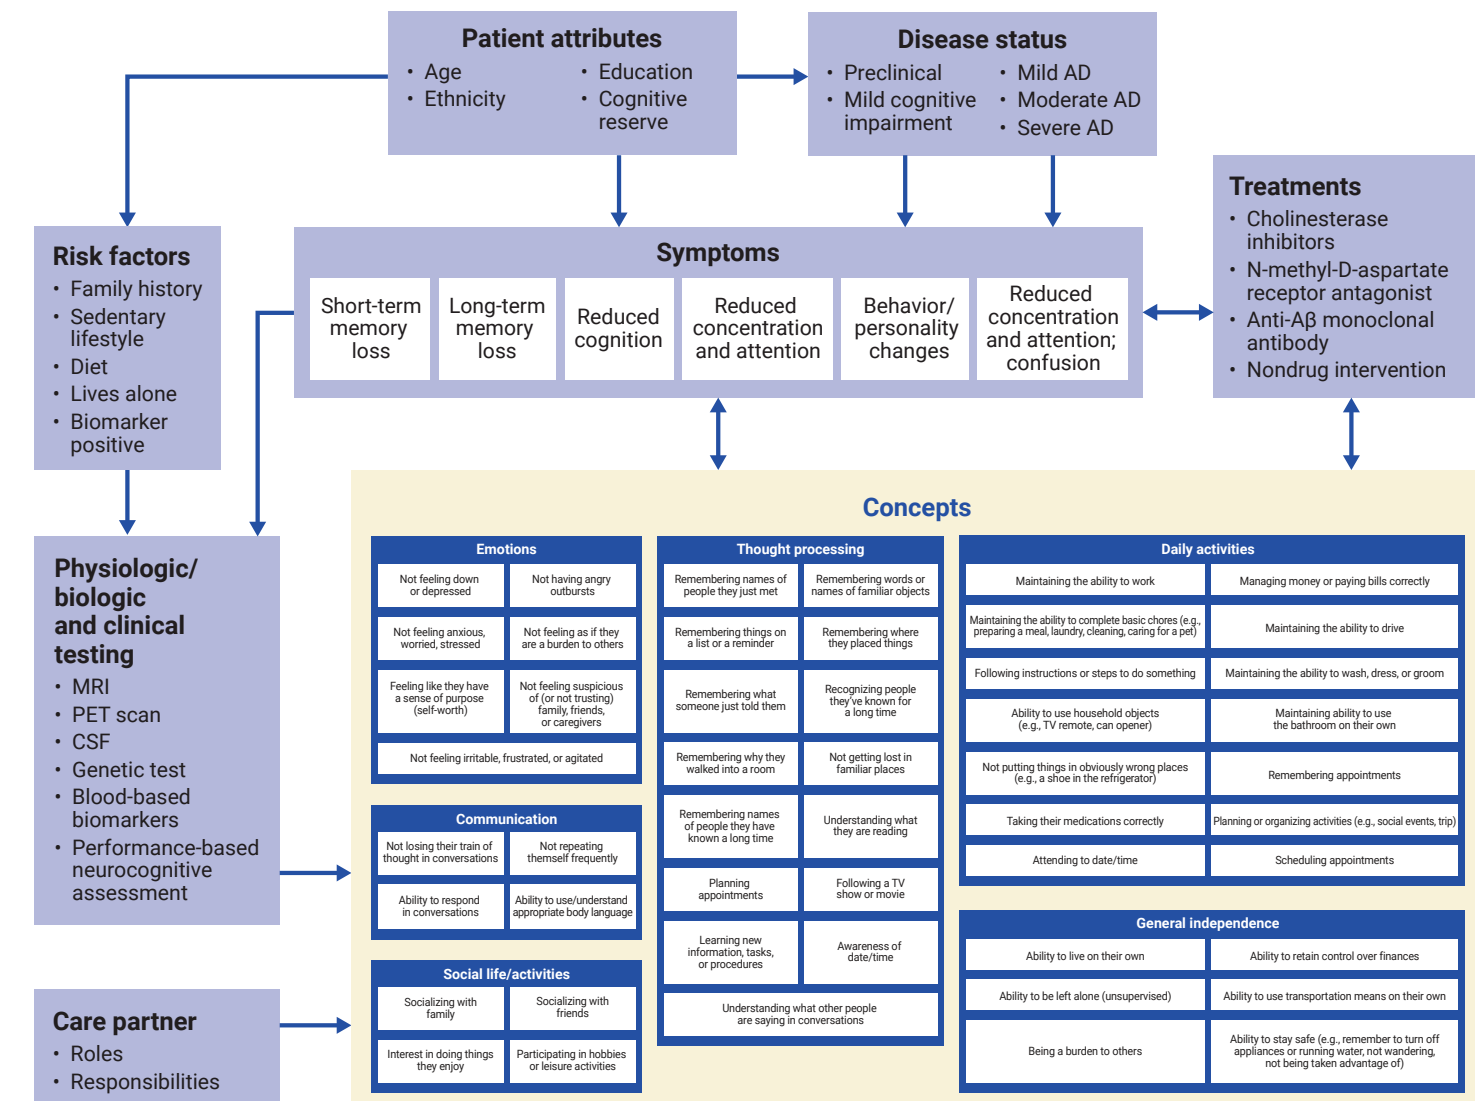 Patient attributes
• Age
• Ethnicity
• Education
• Cognitive
reserve
Disease status
• Preclinical
• Mild cognitive
impairment
• Mild AD
• Moderate AD
• Severe AD
Treatments
• Cholinesterase
inhibitors
• N-methyl-D-aspartate
receptor antagonist
• Anti-Aβ monoclonal
antibody
• Nondrug intervention
Risk factors
• Family history
• Sedentary
lifestyle
• Diet
• Lives alone
• Biomarker
positive
Symptoms
Short-term
memory
loss
Long-term
memory
loss
Reduced
cognition
Reduced
concentration
and attention
Behavior/
personality
changes
Reduced
concentration
and attention;
confusion
Physiologic/
biologic
and clinical
testing
• MRI
• PET scan
• CSF
• Genetic test
• Blood-based
biomarkers
• Performance-based
neurocognitive
assessment
Care partner
• Roles
• Responsibilities
Concepts
Emotions
Not feeling down
or depressed
Not having angry
outbursts
Not feeling anxious,
worried, stressed
Not feeling as if they
are a burden to others
Feeling like they have
a sense of purpose
(self-worth)
Not feeling suspicious
of (or not trusting)
family, friends,
or caregivers
Not feeling irritable, frustrated, or agitated
Communication
Not losing their train of
thought in conversations
Not repeating
themself frequently
Ability to respond
in conversations
Ability to use/understand
appropriate body language
Social life/activities
Socializing with
family
Socializing with
friends
Interest in doing things
they enjoy
Participating in hobbies
or leisure activities
Thought processing
Remembering names of
people they just met
Remembering words or
names of familiar objects
Remembering things on
a list or a reminder
Remembering where
they placed things
Remembering what
someone just told them
Recognizing people
they've known for
a long time
Remembering why they
walked into a room
Not getting lost in
familiar places
Remembering names
of people they have
known a long time
Understanding what
they are reading
Planning
appointments
Following a TV
show or movie
Learning new
information, tasks,
or procedures
Awareness of
date/time
Understanding what other people
are saying in conversations
Daily activities
Maintaining the ability to work
Managing money or paying bills correctly
Maintaining the ability to complete basic chores (e.g.,
preparing a meal, laundry, cleaning, caring for a pet)
Maintaining the ability to drive
Following instructions or steps to do something
Maintaining the ability to wash, dress, or groom
Ability to use household objects
(e.g., TV remote, can opener)
Maintaining ability to use
the bathroom on their own
Not putting things in obviously wrong places
(e.g., a shoe in the refrigerator)
Remembering appointments
Taking their medications correctly
Planning or organizing activities (e.g., social events, trip)
Attending to date/time
Scheduling appointments
General independence
Ability to live on their own
Ability to retain control over finances
Ability to be left alone (unsupervised)
Ability to use transportation means on their own
Being a burden to others
Ability to stay safe (e.g., remember to turn off
appliances or running water, not wandering,
not being taken advantage of)